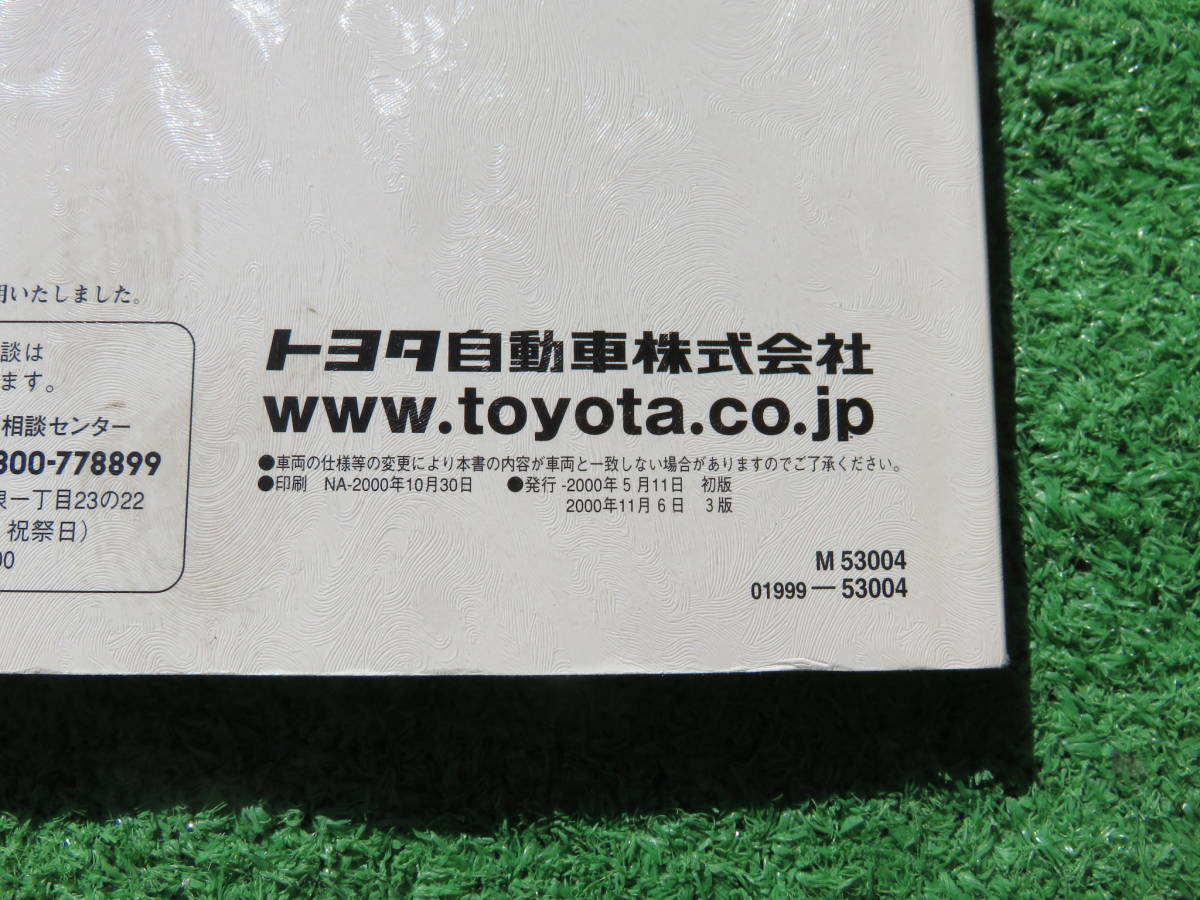 用いたしました。
談は
ます。
相談センター
800-778899
泉一丁目23の22
祝祭日）
00
トヨタ自動車株式会社
www.toyota.co.jp
●車両の仕様等の変更により本書の内容が車両と一致しない場合がありますのでご了承ください。
●印刷 NA-2000年10月30日 ●発行-2000年5月11日 初版
2000年11月6日 3版
M 53004
01999－53004